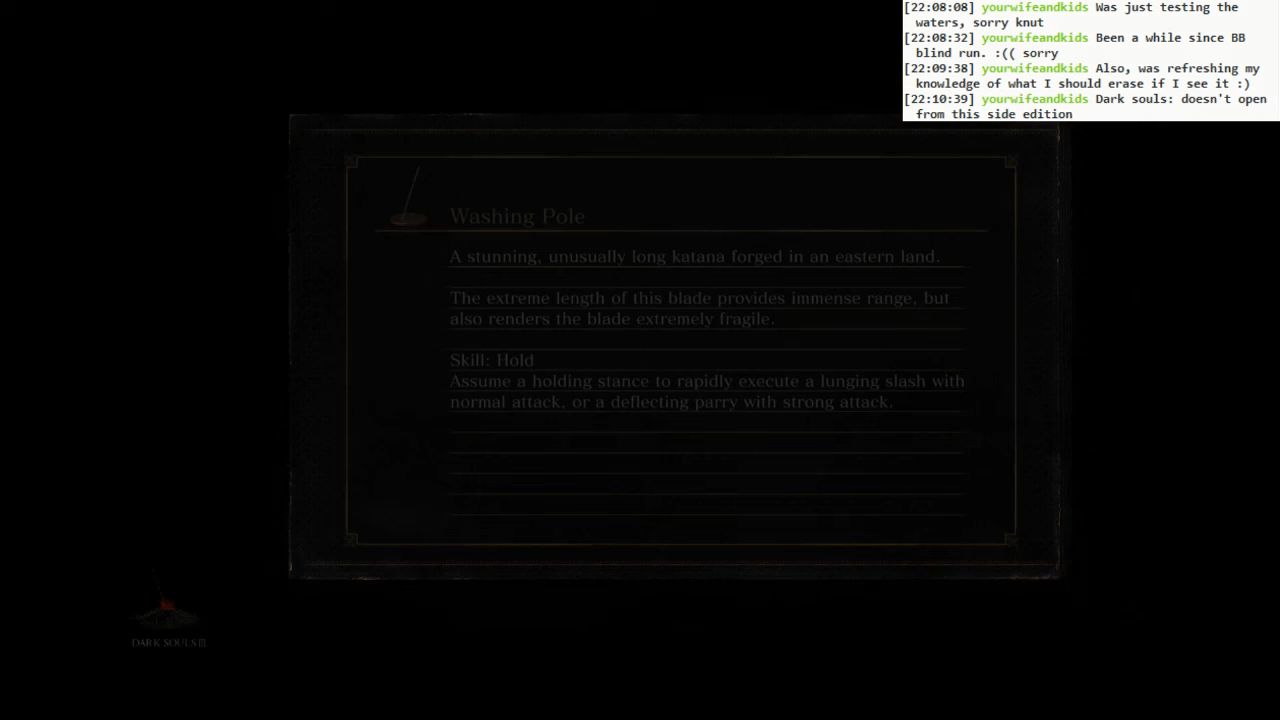 [22:08:08] yourwifeandkids Was just testing the
waters, sorry knut
[22:08:32] yourwifeandkids Been a while since BB
blind run. :(( sorry
[22:09:38] yourwifeandkids Also, was refreshing my
knowledge of what I should erase if I see it :)
[22:10:39] yourwifeandkids Dark souls: doesn't open
from this side edition
Washing Pole
A stunning, unusually long katana forged in an eastern land.
The extreme length of this blade provides immense range, but
also renders the blade extremely fragile.
Skill: Hold
Assume a holding stance to rapidly execute a lunging slash with
normal attack, or a deflecting parry with strong attack.
DARK SOULS III